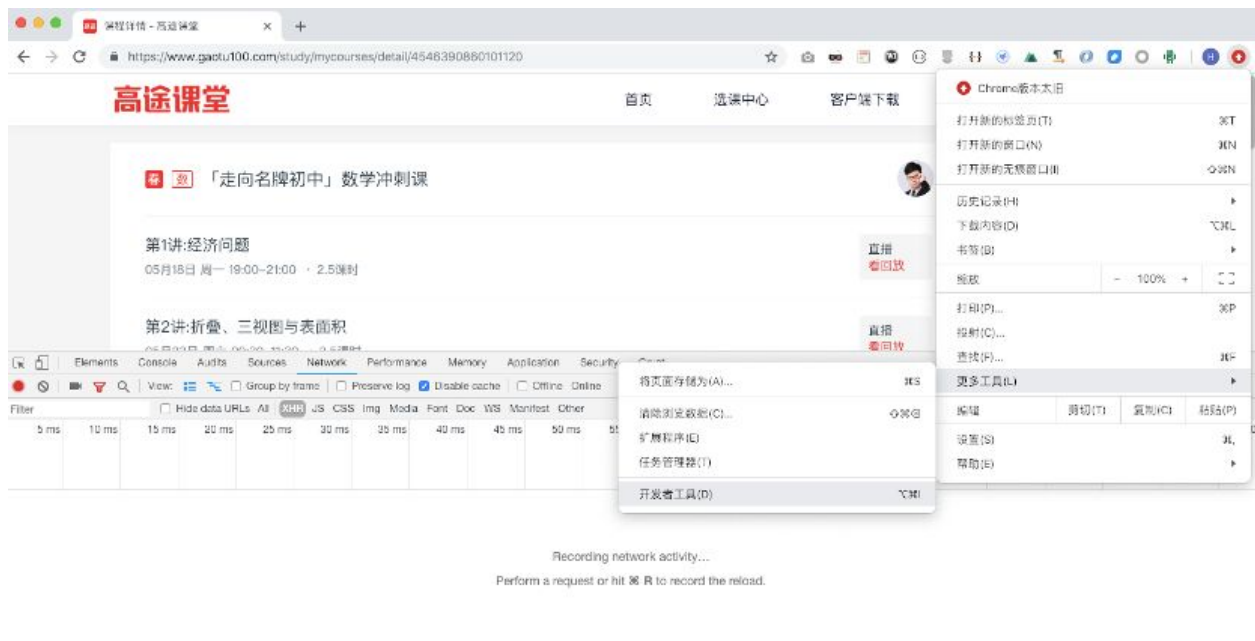 课程详情 - 高途课堂
https://www.gaotu100.com/study/mycourses/detail/4546390860101120
高途课堂
首页 选课中心 客户端下载
春 数 「走向名牌初中」数学冲刺课
第1讲:经济问题
05月18日 周一 19:00-21:00 · 2.5课时
直播
看回放
第2讲:折叠、三视图与表面积
直播
看回放
Chrome版本太旧
打开新的标签页(T) ⌘T
打开新的窗口(N) ⌘N
打开新的无痕窗口(I) ⇧⌘N
历史记录(H)
下载内容(D) ⌥⌘L
书签(B)
缩放 - 100% +
打印(P)... ⌘P
投射(C)...
查找(F)... ⌘F
更多工具(L)
编辑 剪切(T) 复制(C) 粘贴(P)
设置(S) ⌘,
帮助(E)
将页面存储为(A)... ⌘S
清除浏览数据(C)... ⇧⌘⌫
扩展程序(E)
任务管理器(T)
开发者工具(D) ⌥⌘I
Elements Console Audits Sources Network Performance Memory Application Security
View: Group by frame Preserve log Disable cache Offline Online
Filter Hide data URLs All XHR JS CSS Img Media Font Doc WS Manifest Other
5 ms 10 ms 15 ms 20 ms 25 ms 30 ms 35 ms 40 ms 45 ms 50 ms
Recording network activity...
Perform a request or hit ⌘ R to record the reload.